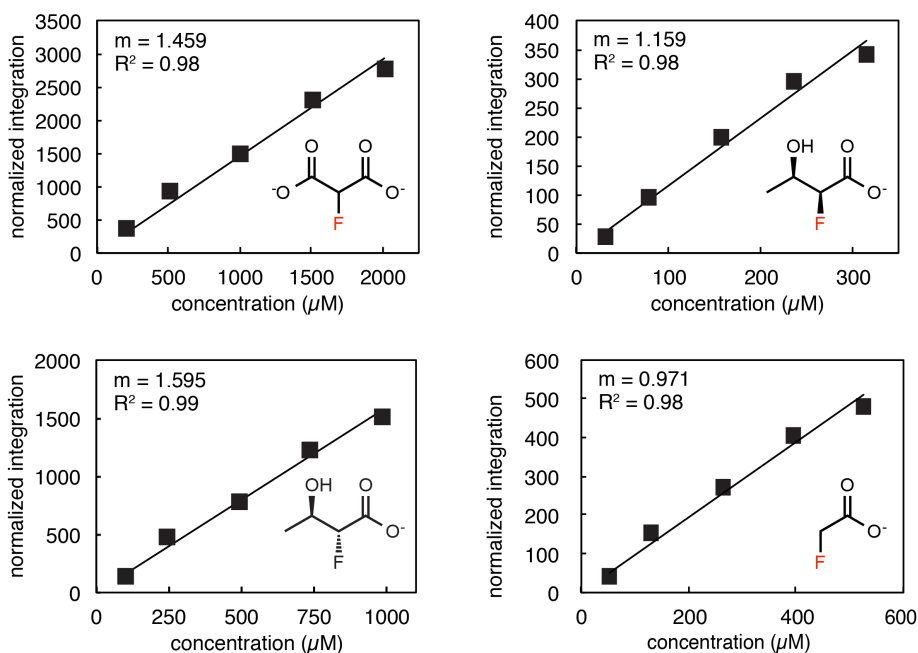 m = 1.459
R² = 0.98
normalized integration
3500
3000
2500
2000
1500
1000
500
0
O O
⁻O O⁻
F
0 500 1000 1500 2000
concentration (µM)
m = 1.159
R² = 0.98
normalized integration
400
350
300
250
200
150
100
50
0
OH O
O⁻
F
0 100 200 300
concentration (µM)
m = 1.595
R² = 0.99
normalized integration
2000
1500
1000
500
0
OH O
O⁻
F
0 250 500 750 1000
concentration (µM)
m = 0.971
R² = 0.98
normalized integration
600
500
400
300
200
100
0
O
O⁻
F
0 200 400 600
concentration (µM)